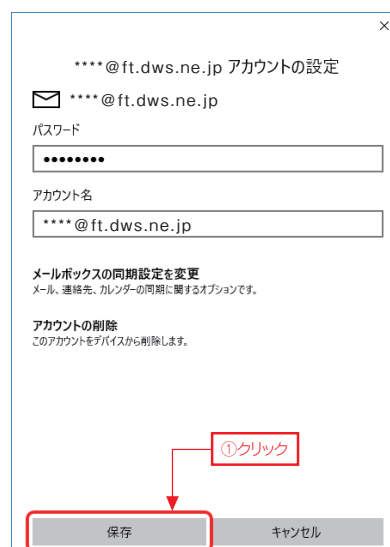 ×
****@ft.dws.ne.jp アカウントの設定
****@ft.dws.ne.jp
パスワード
●●●●●●●●
アカウント名
****@ft.dws.ne.jp
メールボックスの同期設定を変更
メール、連絡先、カレンダーの同期に関するオプションです。
アカウントの削除
このアカウントをデバイスから削除します。
①クリック
保存
キャンセル